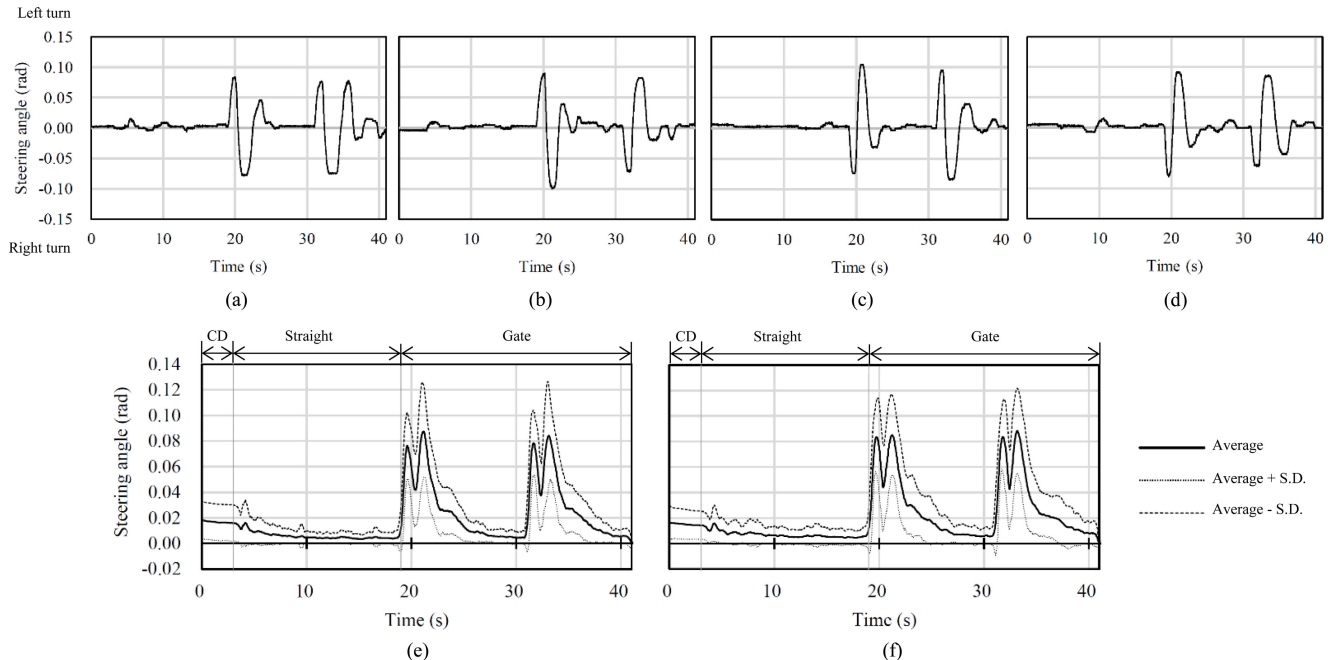 Left turn
Steering angle (rad)
0.15
0.10
0.05
0.00
-0.05
-0.10
-0.15
Right turn
0 10 20 30 40
0 10 20 30 40
0 10 20 30 40
0 10 20 30 40
Time (s)
Time (s)
Time (s)
Time (s)
(a)
(b)
(c)
(d)
CD Straight Gate
CD Straight Gate
Steering angle (rad)
0.14
0.12
0.10
0.08
0.06
0.04
0.02
0.00
-0.02
0 10 20 30 40
0 10 20 30 40
Time (s)
Time (s)
(e)
(f)
Average
Average + S.D.
Average - S.D.